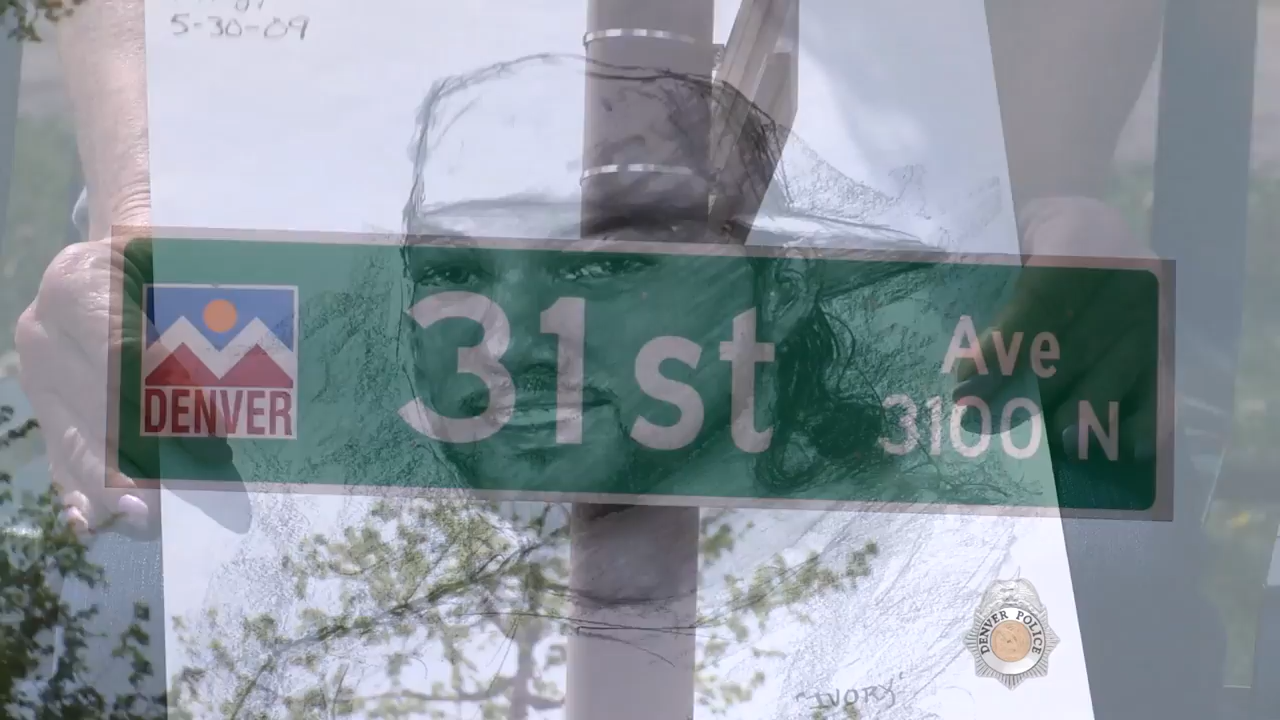 5-30-09
DENVER
31st
Ave
3100 N
DENVER POLICE
"IVORY"